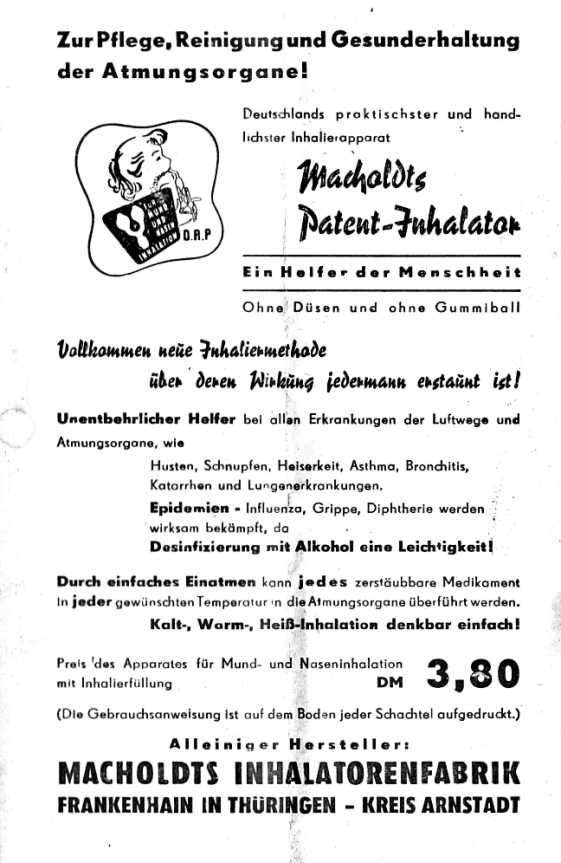 Zur Pflege, Reinigung und Gesunderhaltung
der Atmungsorgane!
Deutschlands praktischster und hand-
lichster Inhalierapparat
Macholdts
Patent-Inhalator
FÜR
MUND
UND
NASEN
INHALATION
D.R.P
Ein Helfer der Menschheit
Ohne Düsen und ohne Gummiball
Vollkommen neue Inhaliermethode
über deren Wirkung jedermann erstaunt ist!
Unentbehrlicher Helfer bei allen Erkrankungen der Luftwege und
Atmungsorgane, wie
Husten, Schnupfen, Heiserkeit, Asthma, Bronchitis,
Katarrhen und Lungenerkrankungen.
Epidemien - Influenza, Grippe, Diphtherie werden
wirksam bekämpft, da
Desinfizierung mit Alkohol eine Leichtigkeit!
Durch einfaches Einatmen kann jedes zerstäubbare Medikament
In jeder gewünschten Temperatur in die Atmungsorgane überführt werden.
Kalt-, Warm-, Heiß-Inhalation denkbar einfach!
Preis des Apparates für Mund- und Naseninhalation
mit Inhalierfüllung DM 3,80
(Die Gebrauchsanweisung ist auf dem Boden jeder Schachtel aufgedruckt.)
Alleiniger Hersteller:
MACHOLDTS INHALATORENFABRIK
FRANKENHAIN IN THÜRINGEN - KREIS ARNSTADT